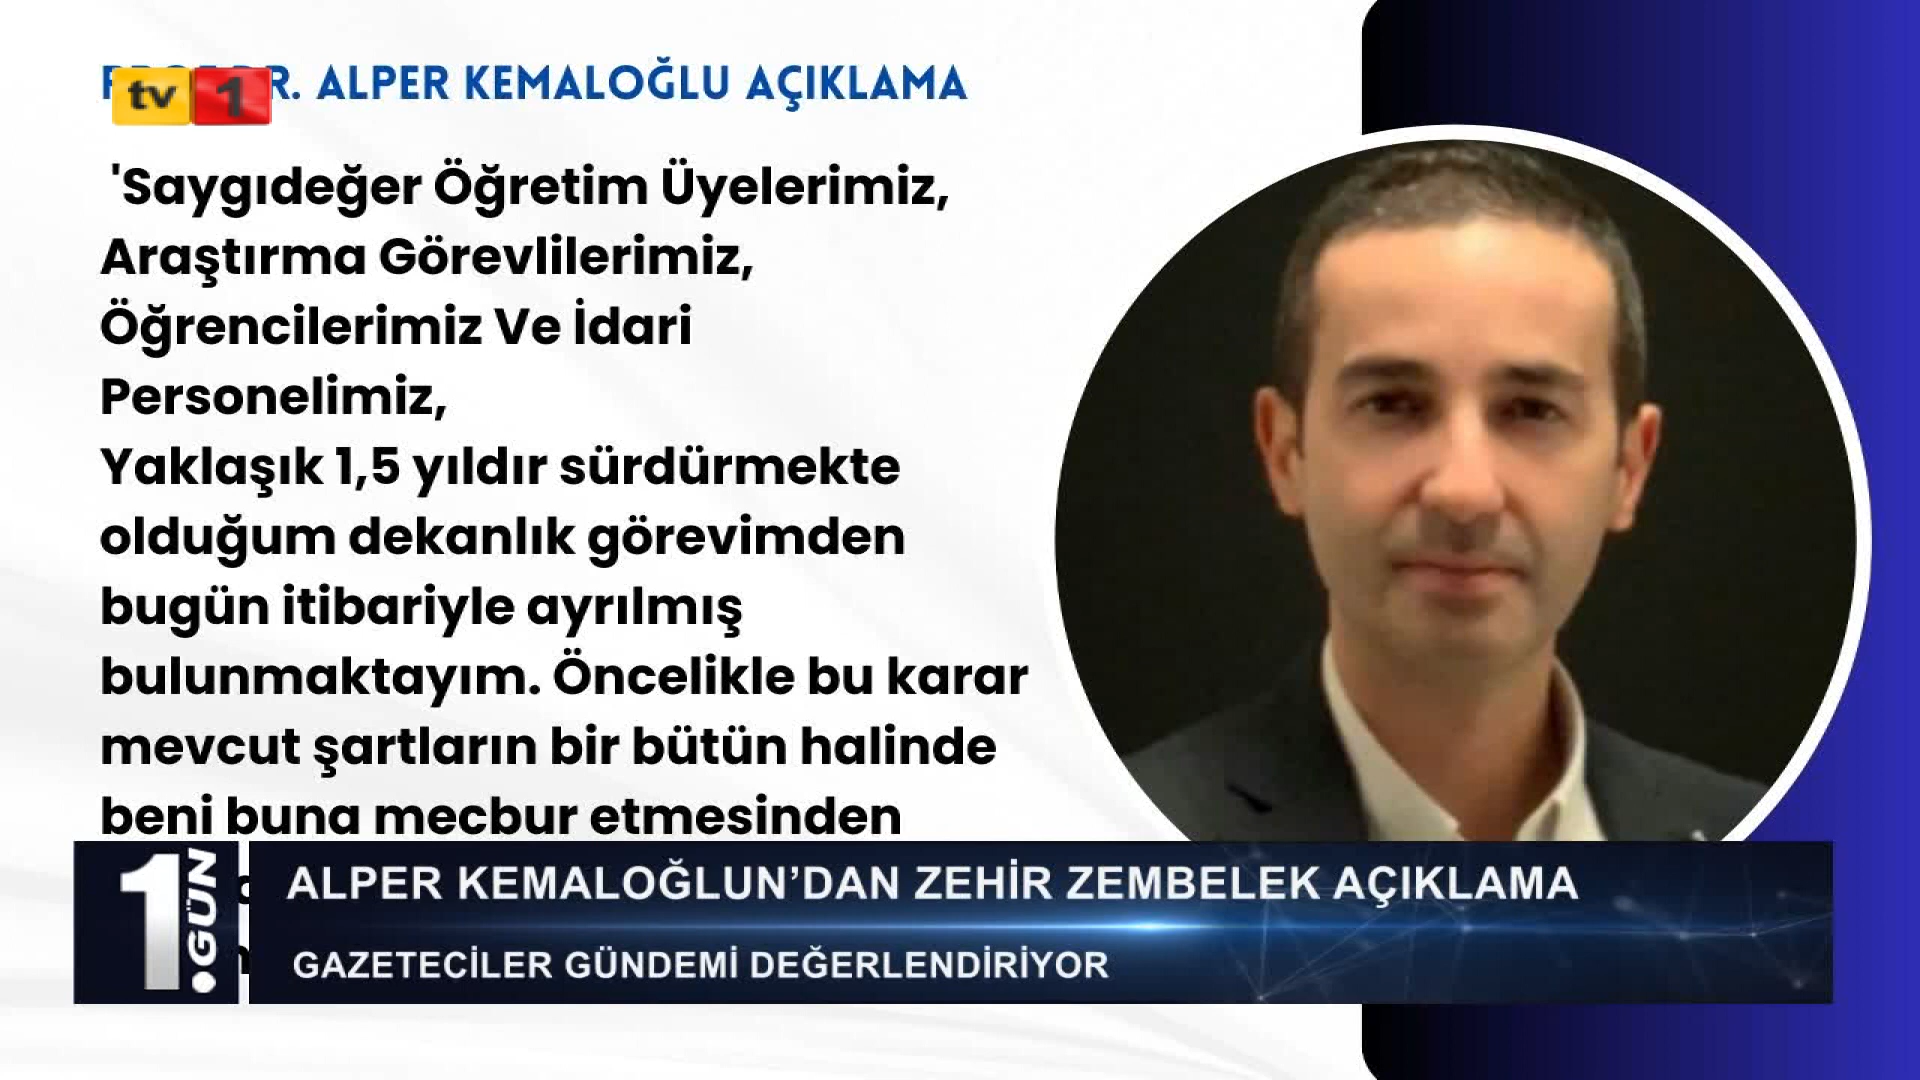 DR. ALPER KEMALOĞLU AÇIKLAMA
tv 1
'Saygıdeğer Öğretim Üyelerimiz,
Araştırma Görevlilerimiz,
Öğrencilerimiz Ve İdari
Personelimiz,
Yaklaşık 1,5 yıldır sürdürmekte
olduğum dekanlık görevimden
bugün itibariyle ayrılmış
bulunmaktayım. Öncelikle bu karar
mevcut şartların bir bütün halinde
beni buna mecbur etmesinden
1.GÜN
ALPER KEMALOĞLUN’DAN ZEHİR ZEMBELEK AÇIKLAMA
GAZETECİLER GÜNDEMİ DEĞERLENDİRİYOR